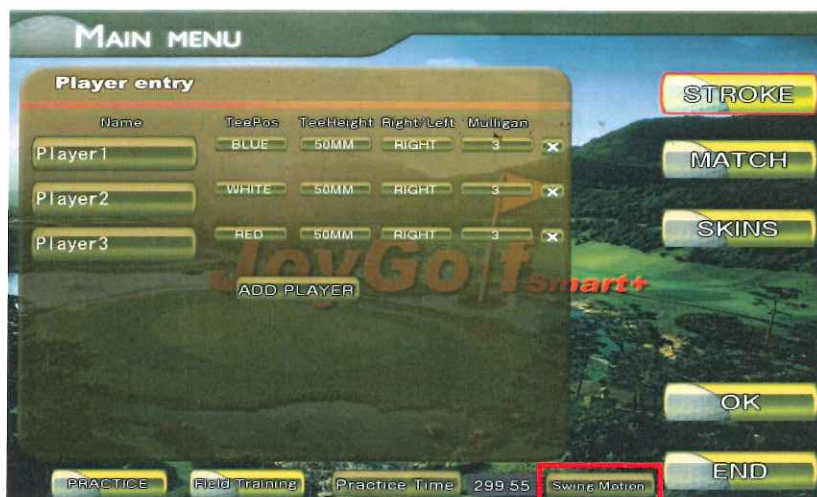 MAIN MENU
Player entry
Name TeePos TeeHeight Right/Left Mulligan
Player1 BLUE 50MM RIGHT 3 X
Player2 WHITE 50MM RIGHT 3 X
Player3 RED 50MM RIGHT 3 X
JoyGolf smart+
ADD PLAYER
STROKE
MATCH
SKINS
OK
END
PRACTICE Field Training Practice Time 299 55 Swing Motion